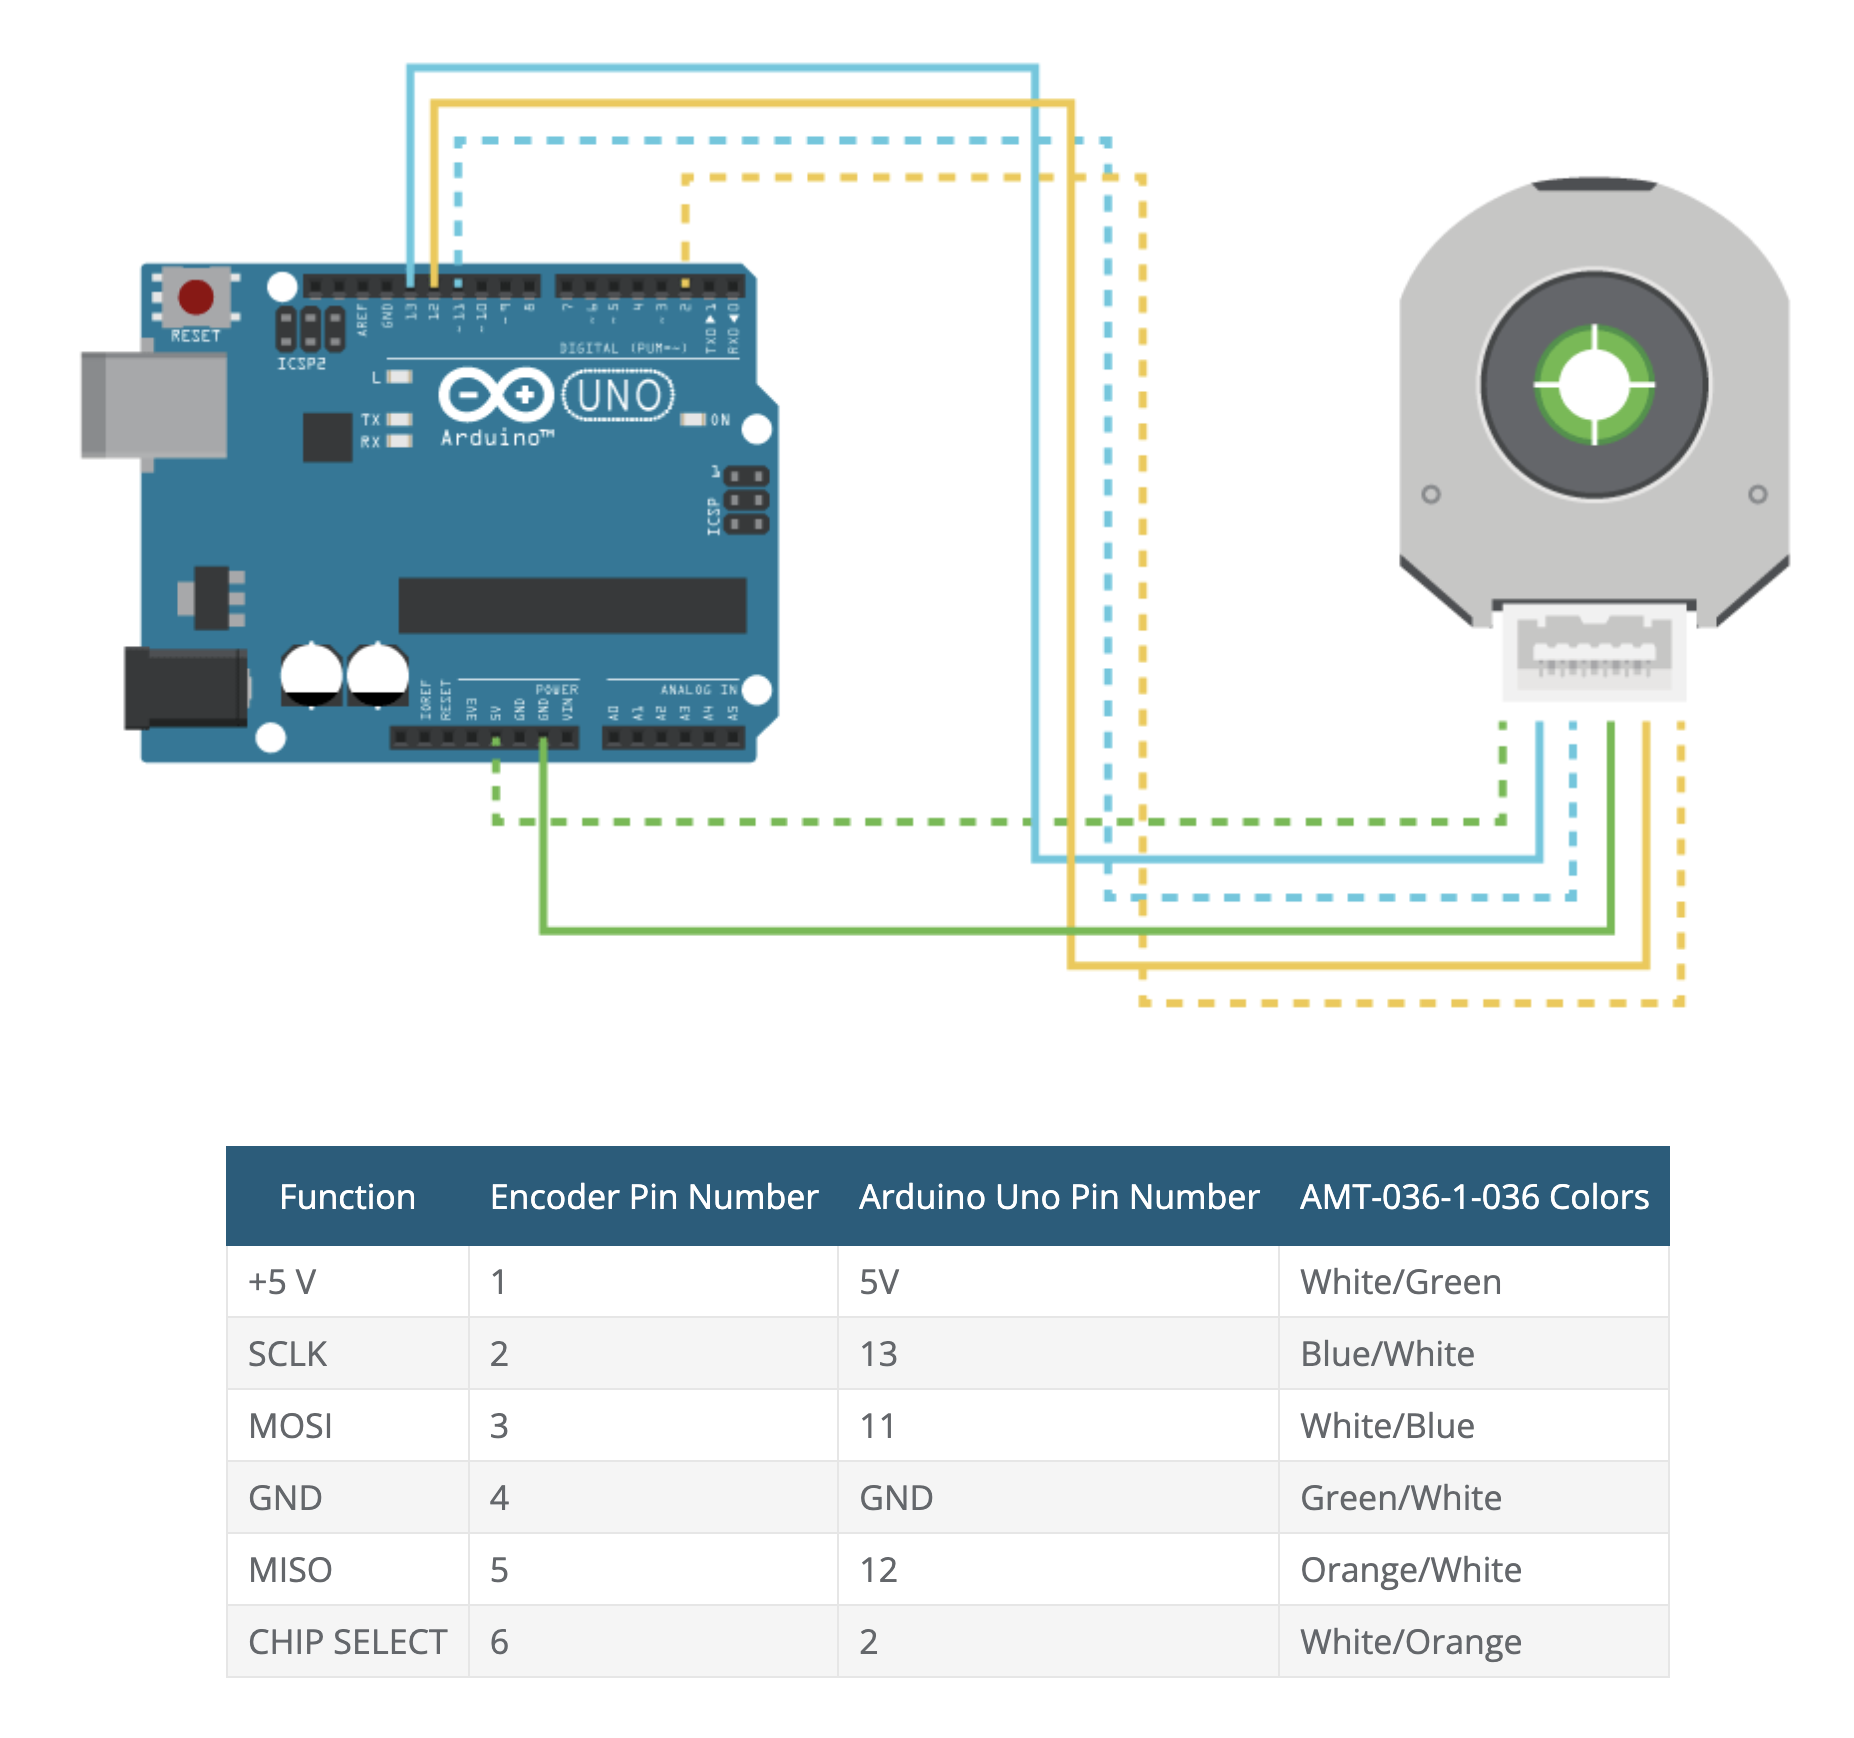 RESET
ICSP2
AREF
GND
13
12
~11
~10
~9
8
7
~6
~5
4
~3
2
TXD▶1
RXD◀0
DIGITAL (PWM=~)
L
TX
RX
UNO
ON
Arduino™
1
ICSP
IOREF
RESET
3V3
5V
GND
GND
VIN
POWER
ANALOG IN
A0
A1
A2
A3
A4
A5
Function Encoder Pin Number Arduino Uno Pin Number AMT-036-1-036 Colors
+5 V 1 5V White/Green
SCLK 2 13 Blue/White
MOSI 3 11 White/Blue
GND 4 GND Green/White
MISO 5 12 Orange/White
CHIP SELECT 6 2 White/Orange